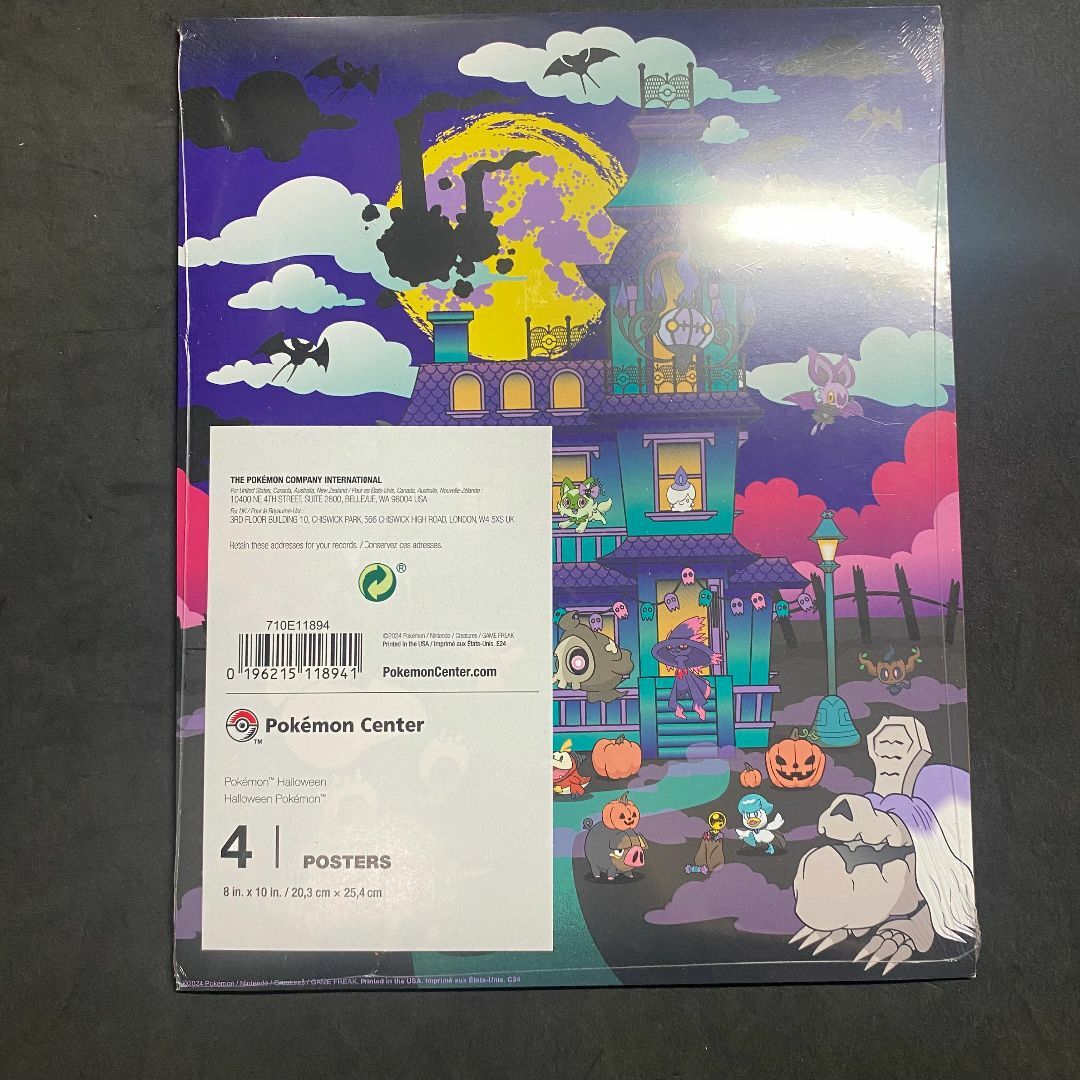 THE POKÉMON COMPANY INTERNATIONAL
For United States, Canada, Australia, New Zealand / Pour les États-Unis, Canada, Australie, Nouvelle-Zélande :
10400 NE 4TH STREET, SUITE 2800, BELLEVUE, WA 98004 USA
For UK / Pour la Royaume-Uni :
3RD FLOOR BUILDING 10, CHISWICK PARK, 566 CHISWICK HIGH ROAD, LONDON, W4 5XS UK
Retain these addresses for your records. / Conservez ces adresses.
®
710E11894
0 196215 118941
©2024 Pokémon / Nintendo / Creatures / GAME FREAK
Printed in the USA / Imprimé aux États-Unis. E24
PokemonCenter.com
Pokémon Center
TM
Pokémon™ Halloween
Halloween Pokémon™
4 | POSTERS
8 in. x 10 in. / 20,3 cm × 25,4 cm
©2024 Pokémon / Nintendo / Creatures / GAME FREAK. Printed in the USA. Imprimé aux États-Unis. C24